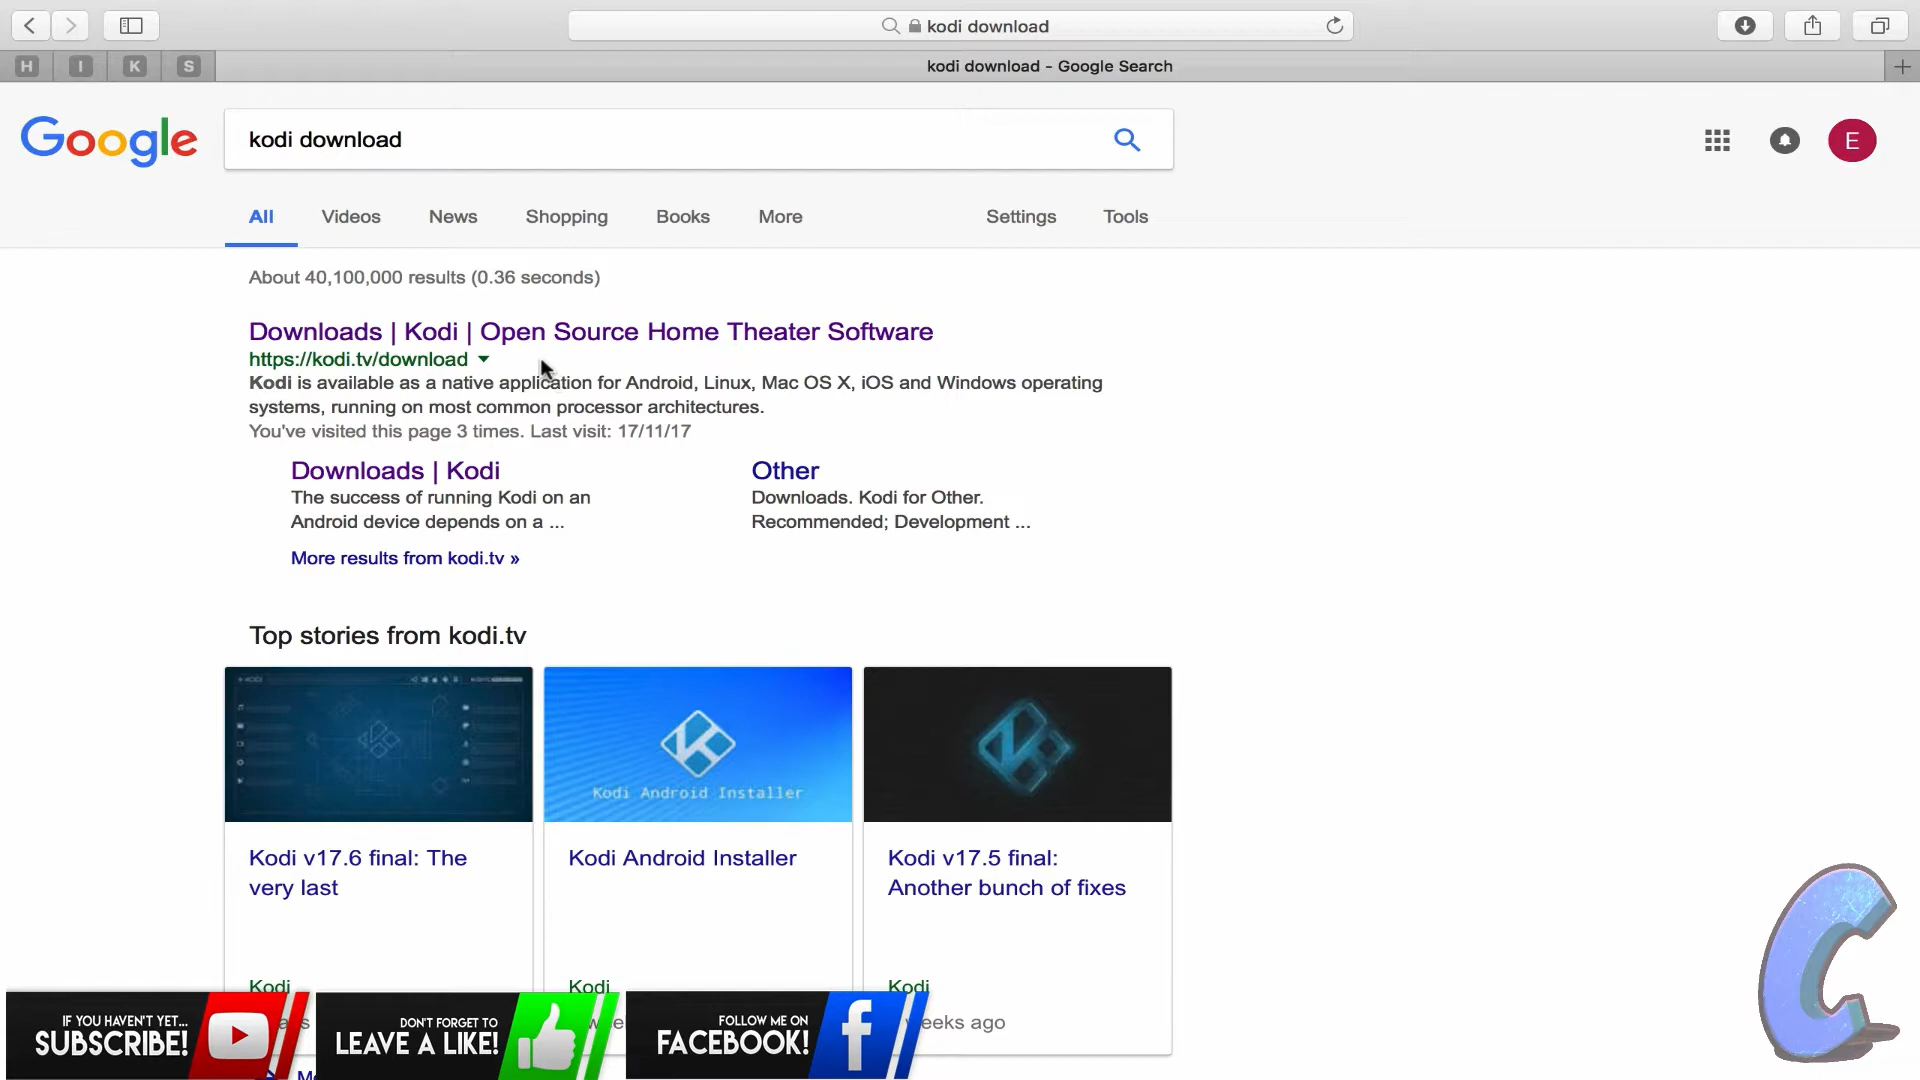 kodi download
H
I
K
S
kodi download - Google Search
Google
kodi download
E
All
Videos
News
Shopping
Books
More
Settings
Tools
About 40,100,000 results (0.36 seconds)
Downloads | Kodi | Open Source Home Theater Software
https://kodi.tv/download
Kodi is available as a native application for Android, Linux, Mac OS X, iOS and Windows operating
systems, running on most common processor architectures.
You've visited this page 3 times. Last visit: 17/11/17
Downloads | Kodi
The success of running Kodi on an
Android device depends on a ...
Other
Downloads. Kodi for Other.
Recommended; Development ...
More results from kodi.tv »
Top stories from kodi.tv
Kodi Android Installer
Kodi v17.6 final: The
very last
Kodi Android Installer
Kodi v17.5 final:
Another bunch of fixes
Kodi
Kodi
Kodi
weeks ago
IF YOU HAVEN'T YET...
SUBSCRIBE!
DON'T FORGET TO
LEAVE A LIKE!
FOLLOW ME ON
FACEBOOK!
f
C